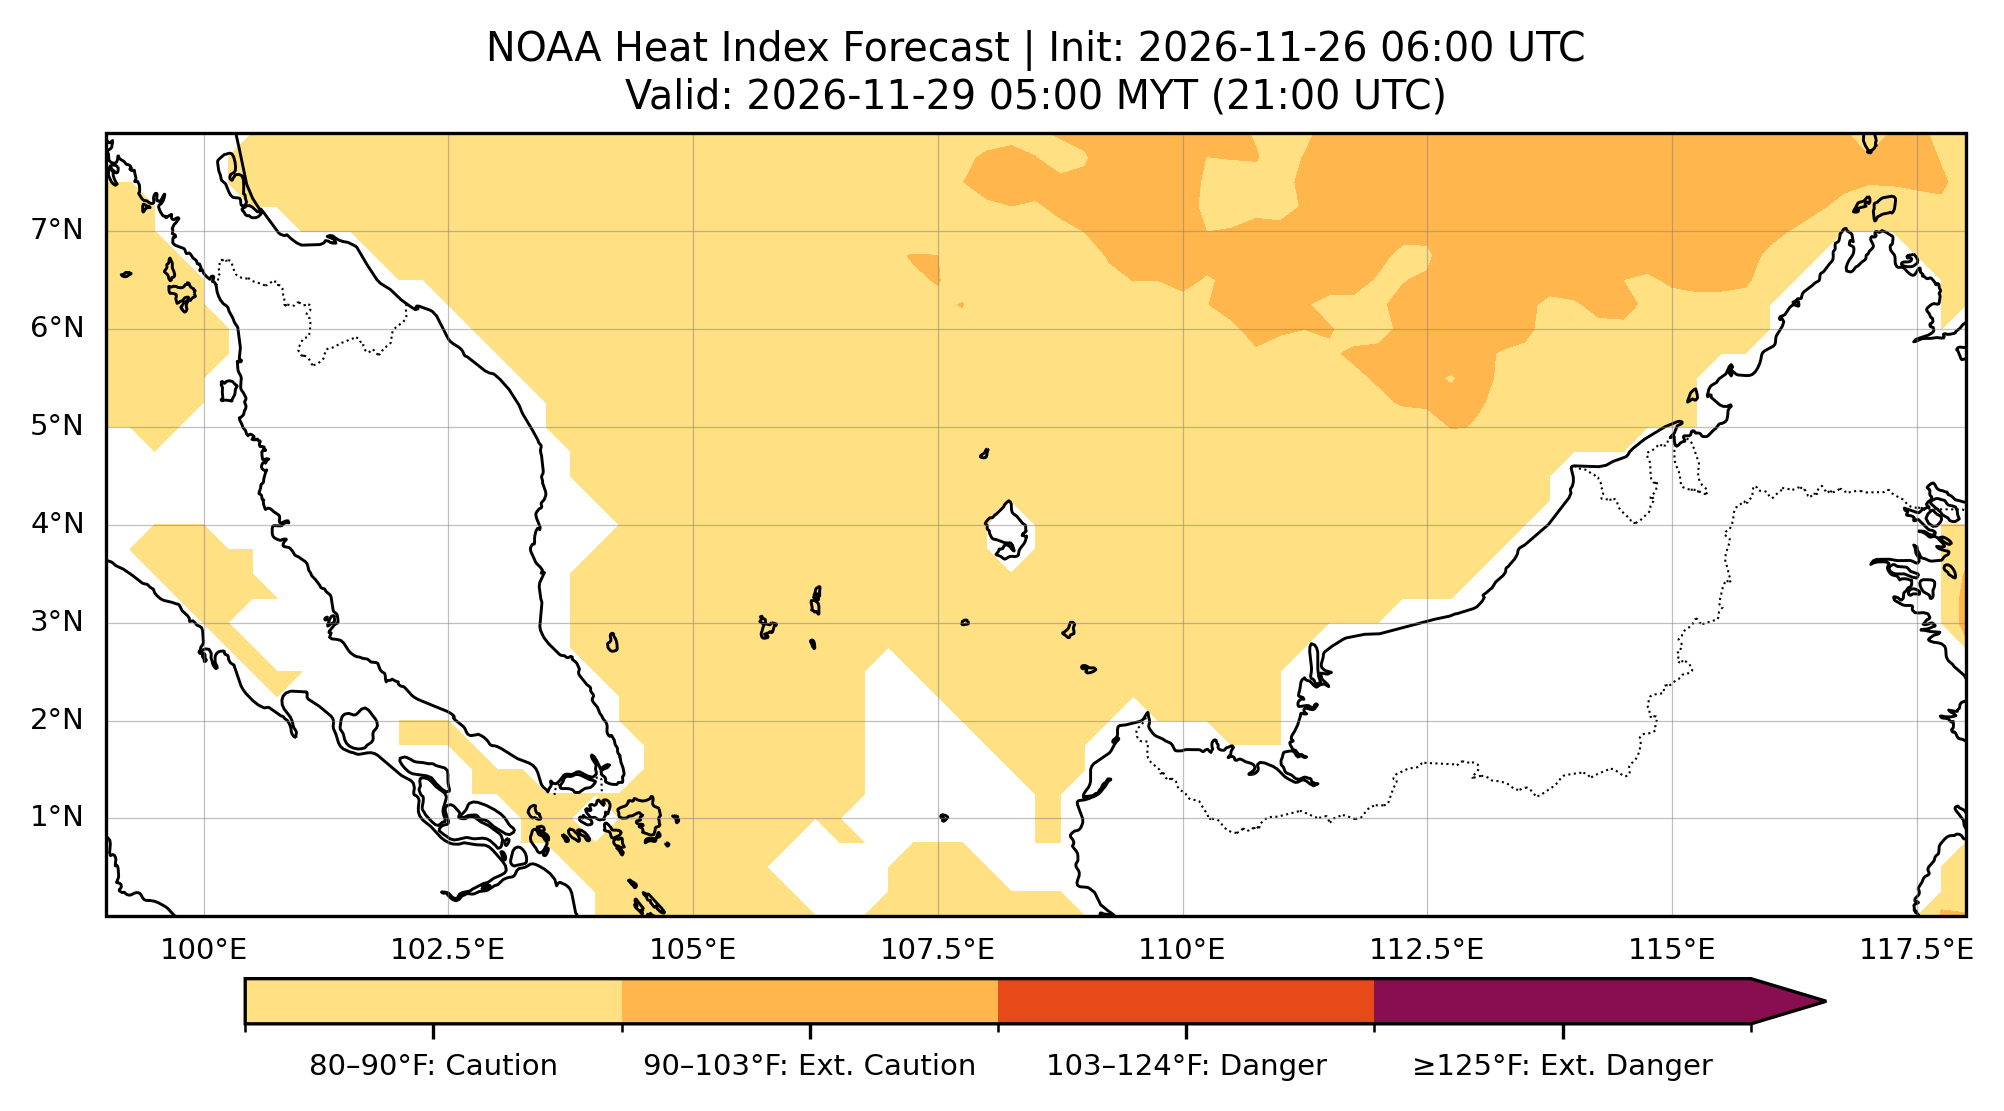 NOAA Heat Index Forecast | Init: 2026-11-26 06:00 UTC
Valid: 2026-11-29 05:00 MYT (21:00 UTC)
7°N
6°N
5°N
4°N
3°N
2°N
1°N
100°E 102.5°E 105°E 107.5°E 110°E 112.5°E 115°E 117.5°E
80–90°F: Caution 90–103°F: Ext. Caution 103–124°F: Danger ≥125°F: Ext. Danger